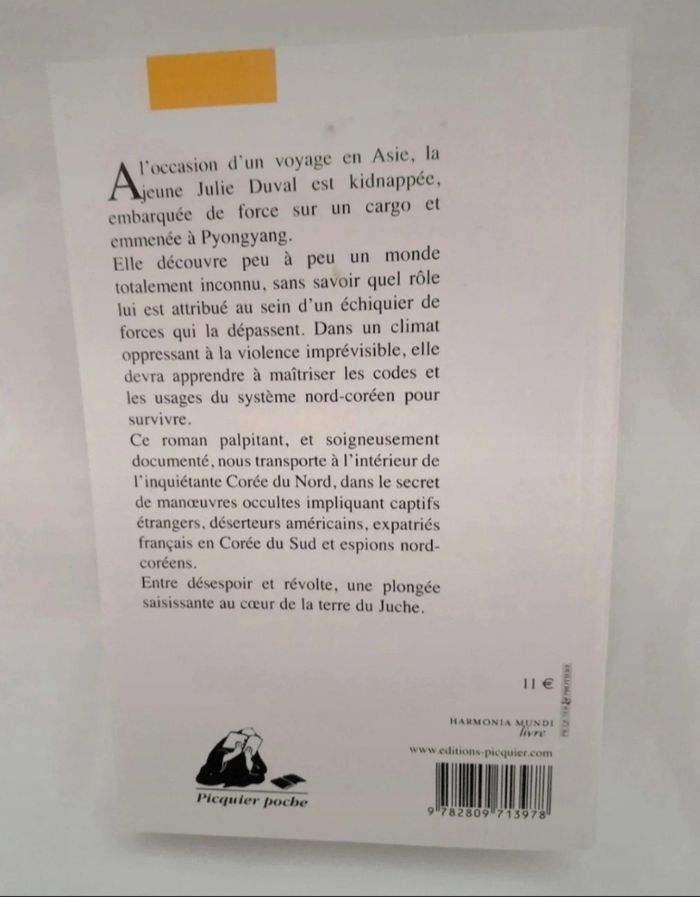 A l'occasion d'un voyage en Asie, la
jeune Julie Duval est kidnappée,
embarquée de force sur un cargo et
emmenée à Pyongyang.
Elle découvre peu à peu un monde
totalement inconnu, sans savoir quel rôle
lui est attribué au sein d'un échiquier de
forces qui la dépassent. Dans un climat
oppressant à la violence imprévisible, elle
devra apprendre à maîtriser les codes et
les usages du système nord-coréen pour
survivre.
Ce roman palpitant, et soigneusement
documenté, nous transporte à l'intérieur de
l'inquiétante Corée du Nord, dans le secret
de manœuvres occultes impliquant captifs
étrangers, déserteurs américains, expatriés
français en Corée du Sud et espions nord-
coréens.
Entre désespoir et révolte, une plongée
saisissante au cœur de la terre du Juche.
11 €
HARMONIA MUNDI
livre
www.editions-picquier.com
Picquier poche
9 782809 713978